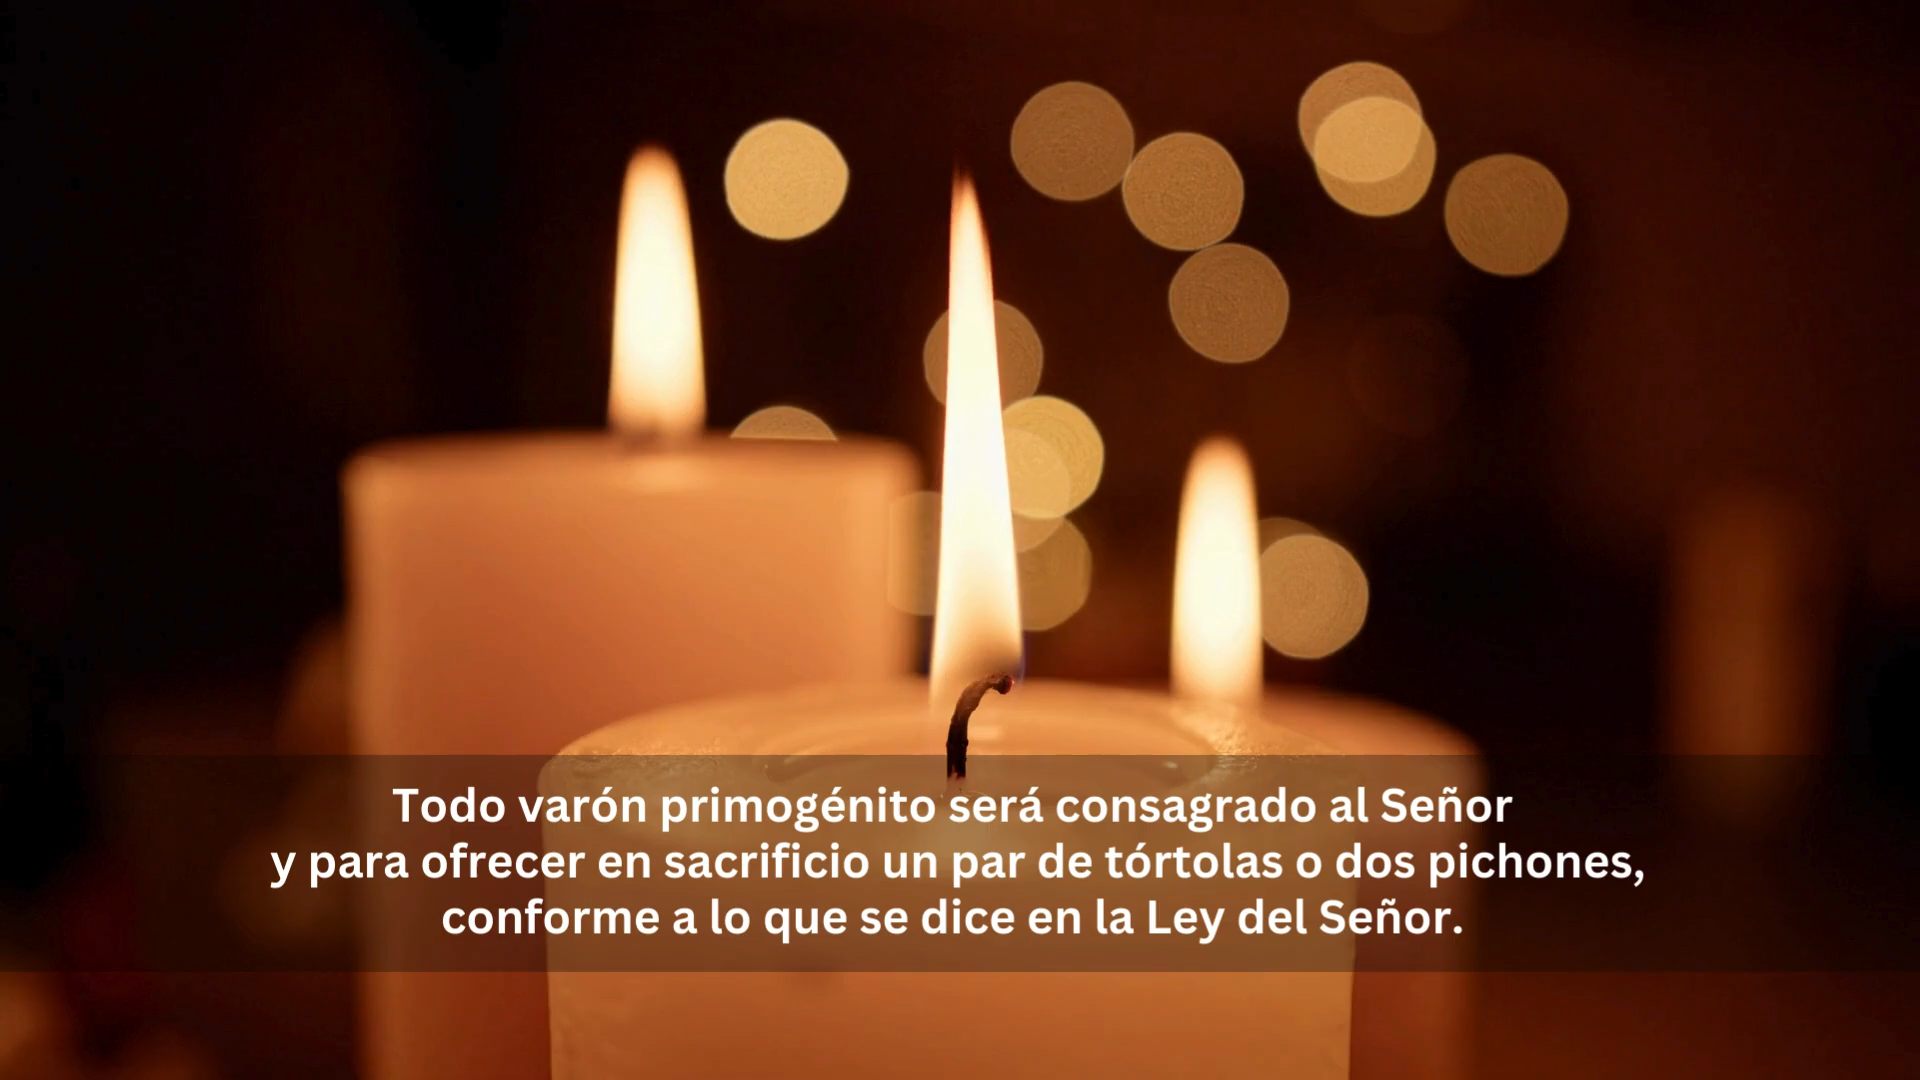 Todo varón primogénito será consagrado al Señor
y para ofrecer en sacrificio un par de tórtolas o dos pichones,
conforme a lo que se dice en la Ley del Señor.